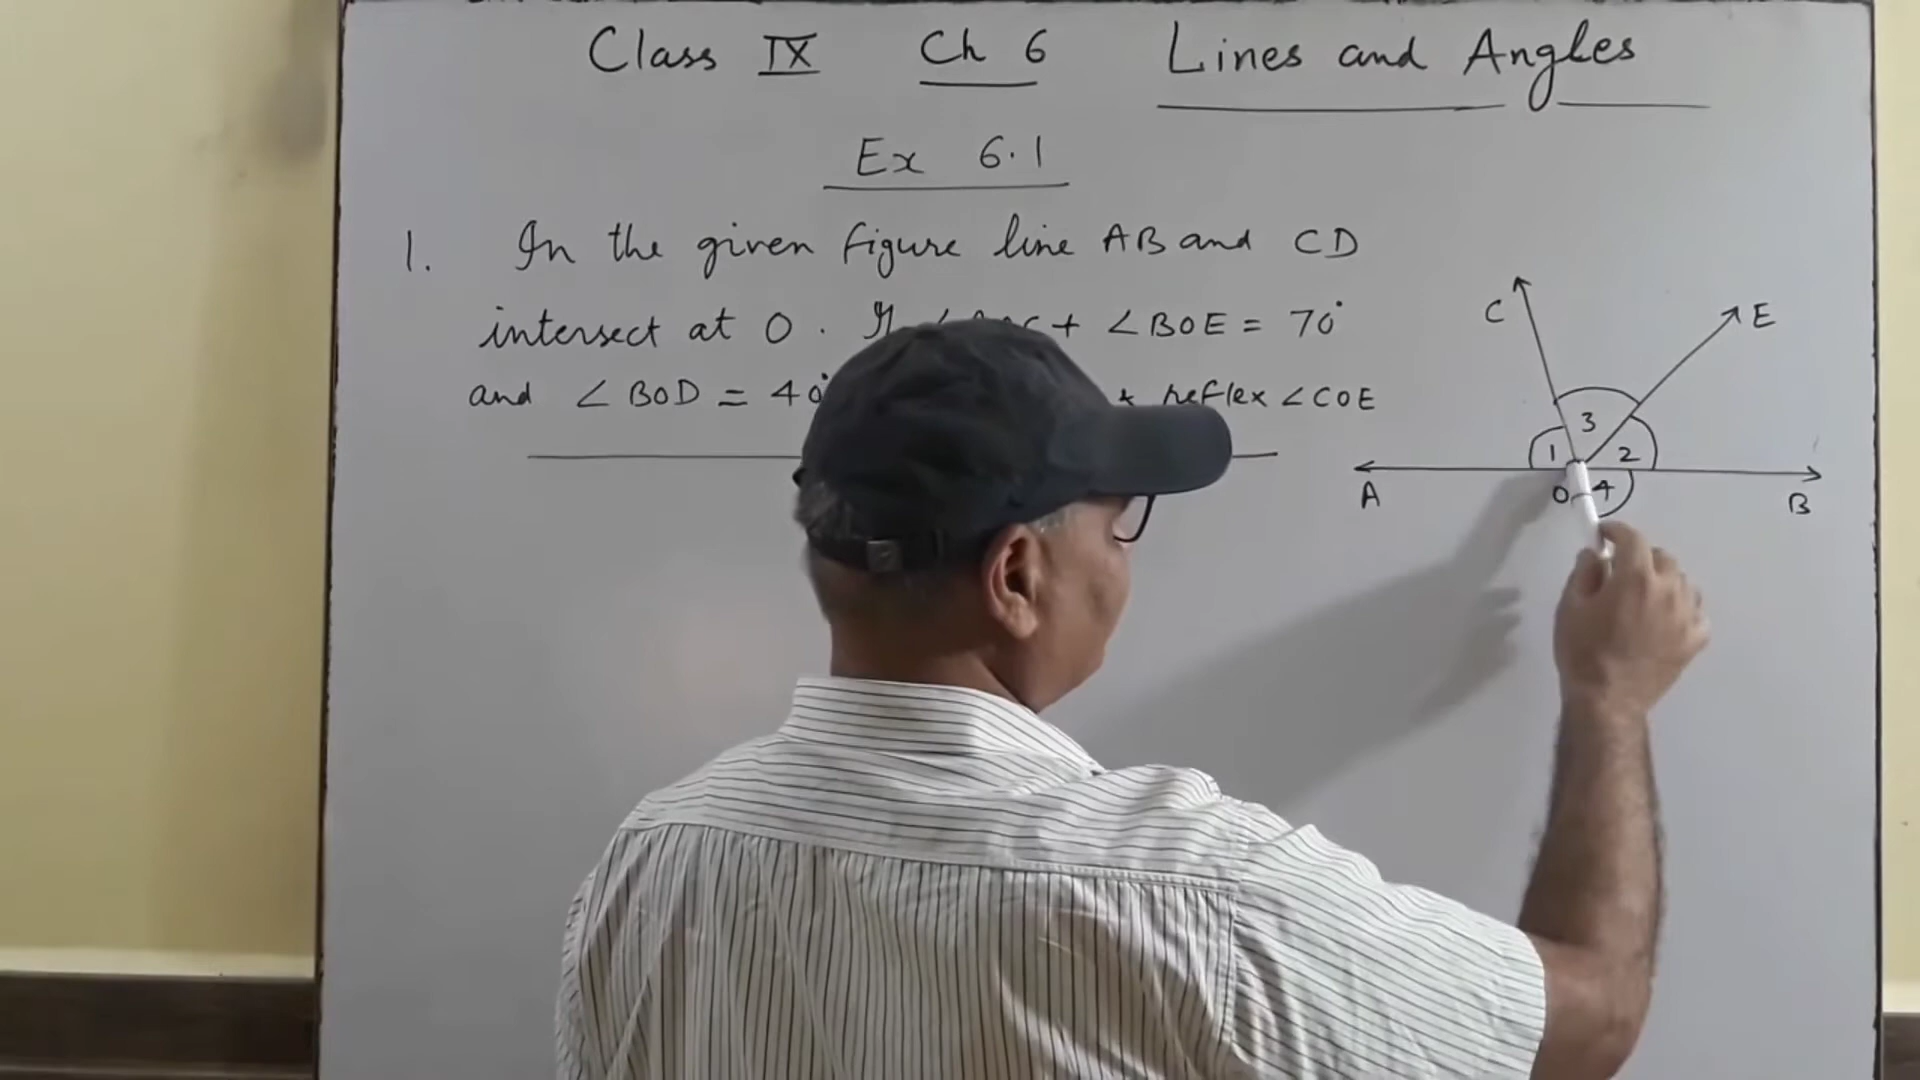 Class IX Ch 6 Lines and Angles
Ex 6.1
1. In the given figure line AB and CD
intersect at O. If + ∠BOE = 70°
and ∠BOD = 40° reflex ∠COE
C
E
3
1
2
A
O
4
B